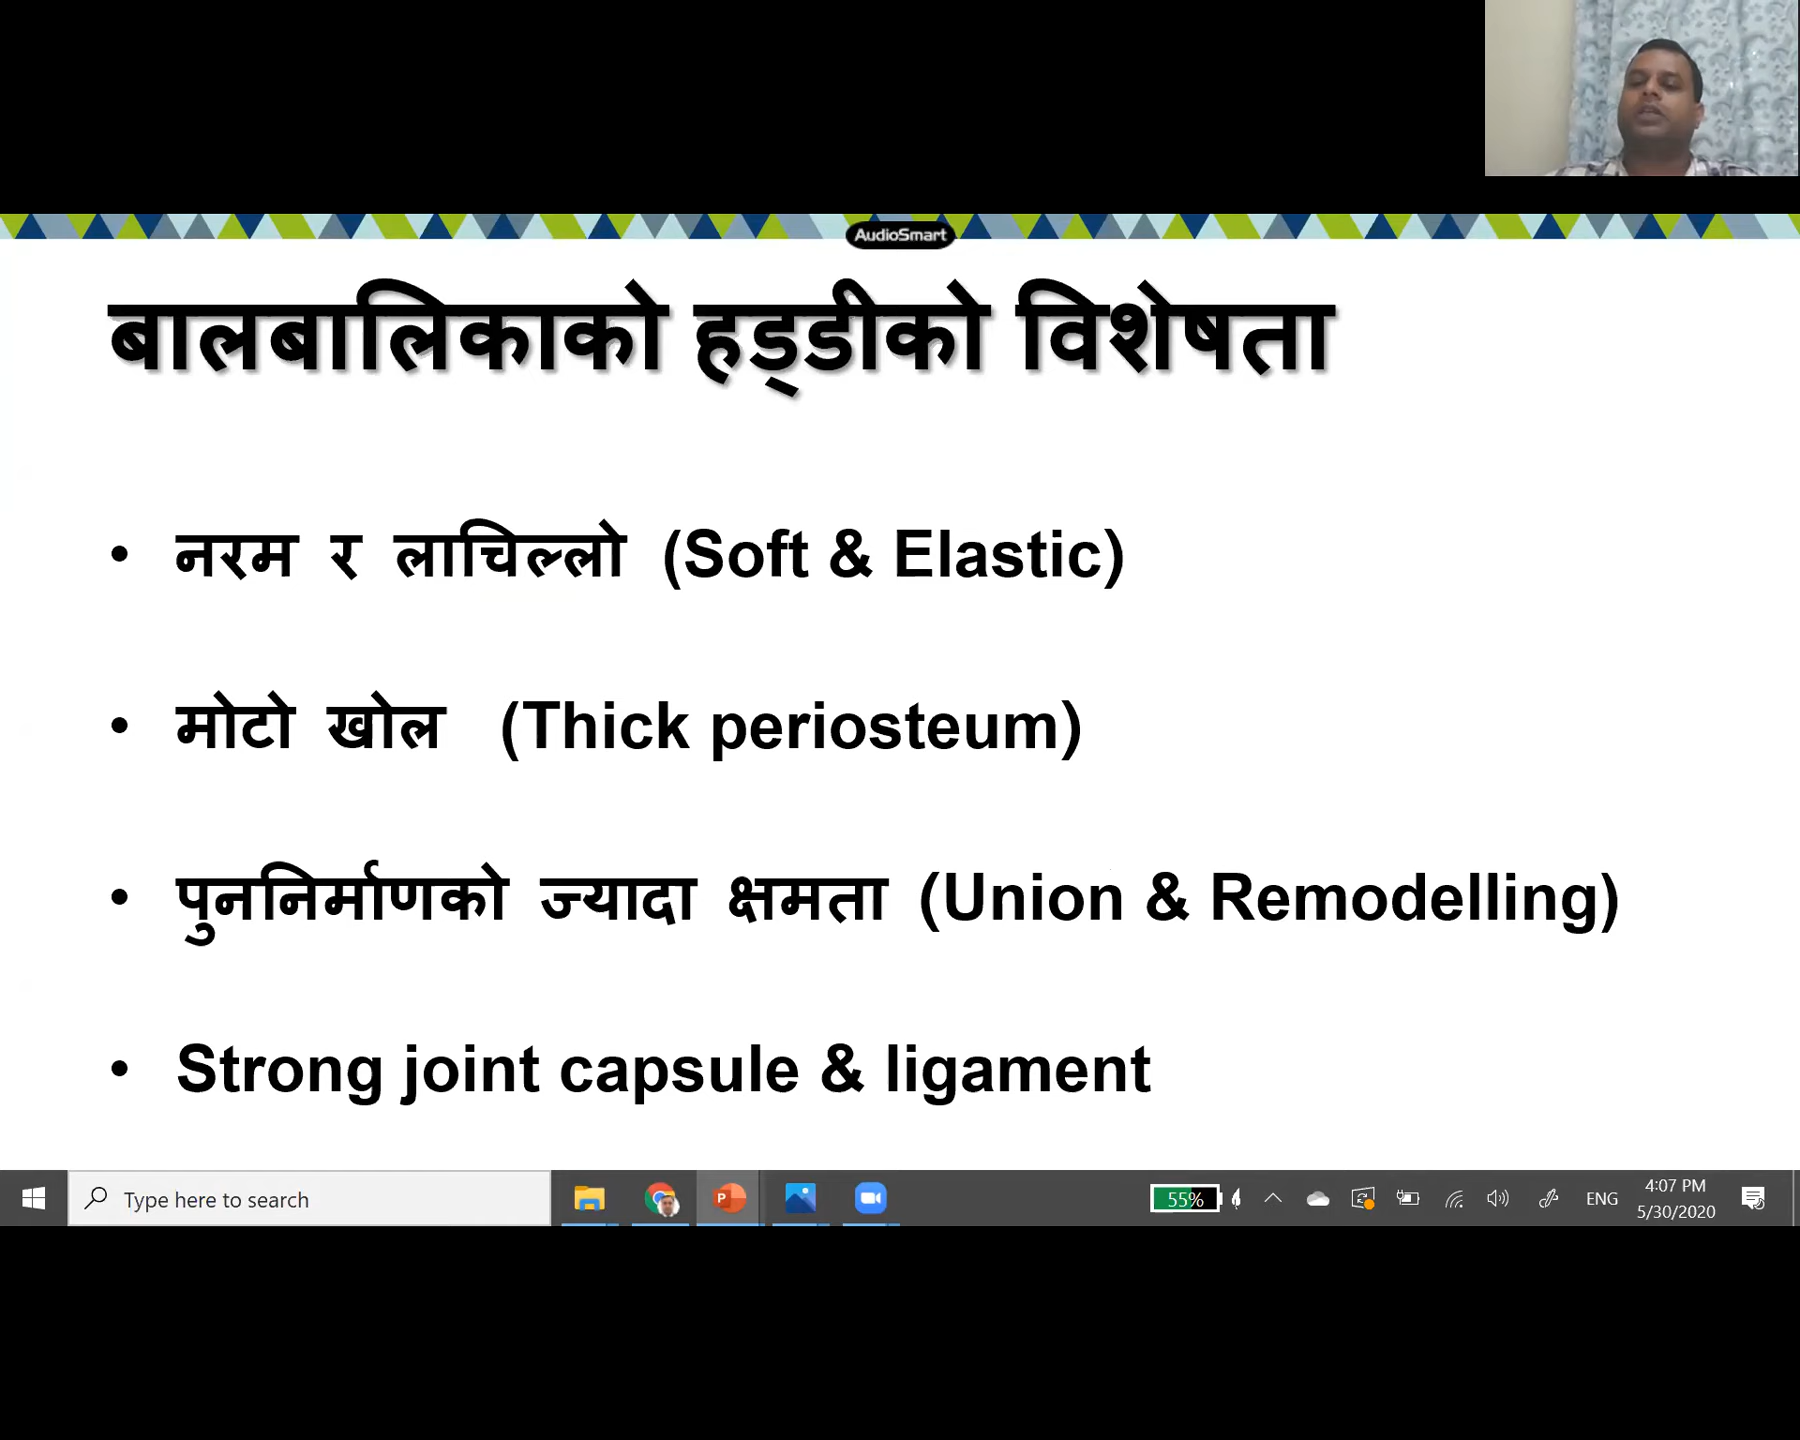 AudioSmart
बालबालिकाको हड्डीको विशेषता
• नरम र लाचिल्लो (Soft & Elastic)
• मोटो खोल (Thick periosteum)
• पुननिर्माणको ज्यादा क्षमता (Union & Remodelling)
• Strong joint capsule & ligament
Type here to search
55%
ENG
4:07 PM
5/30/2020